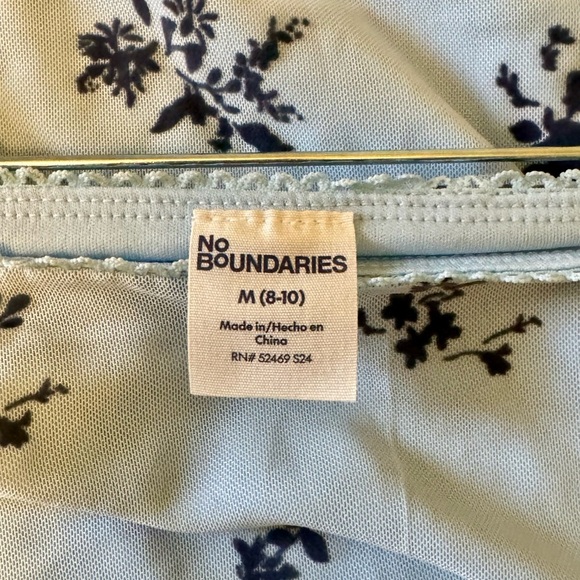 No
BOUNDARIES
M (8-10)
Made in/Hecho en
China
RN# 52469 S24